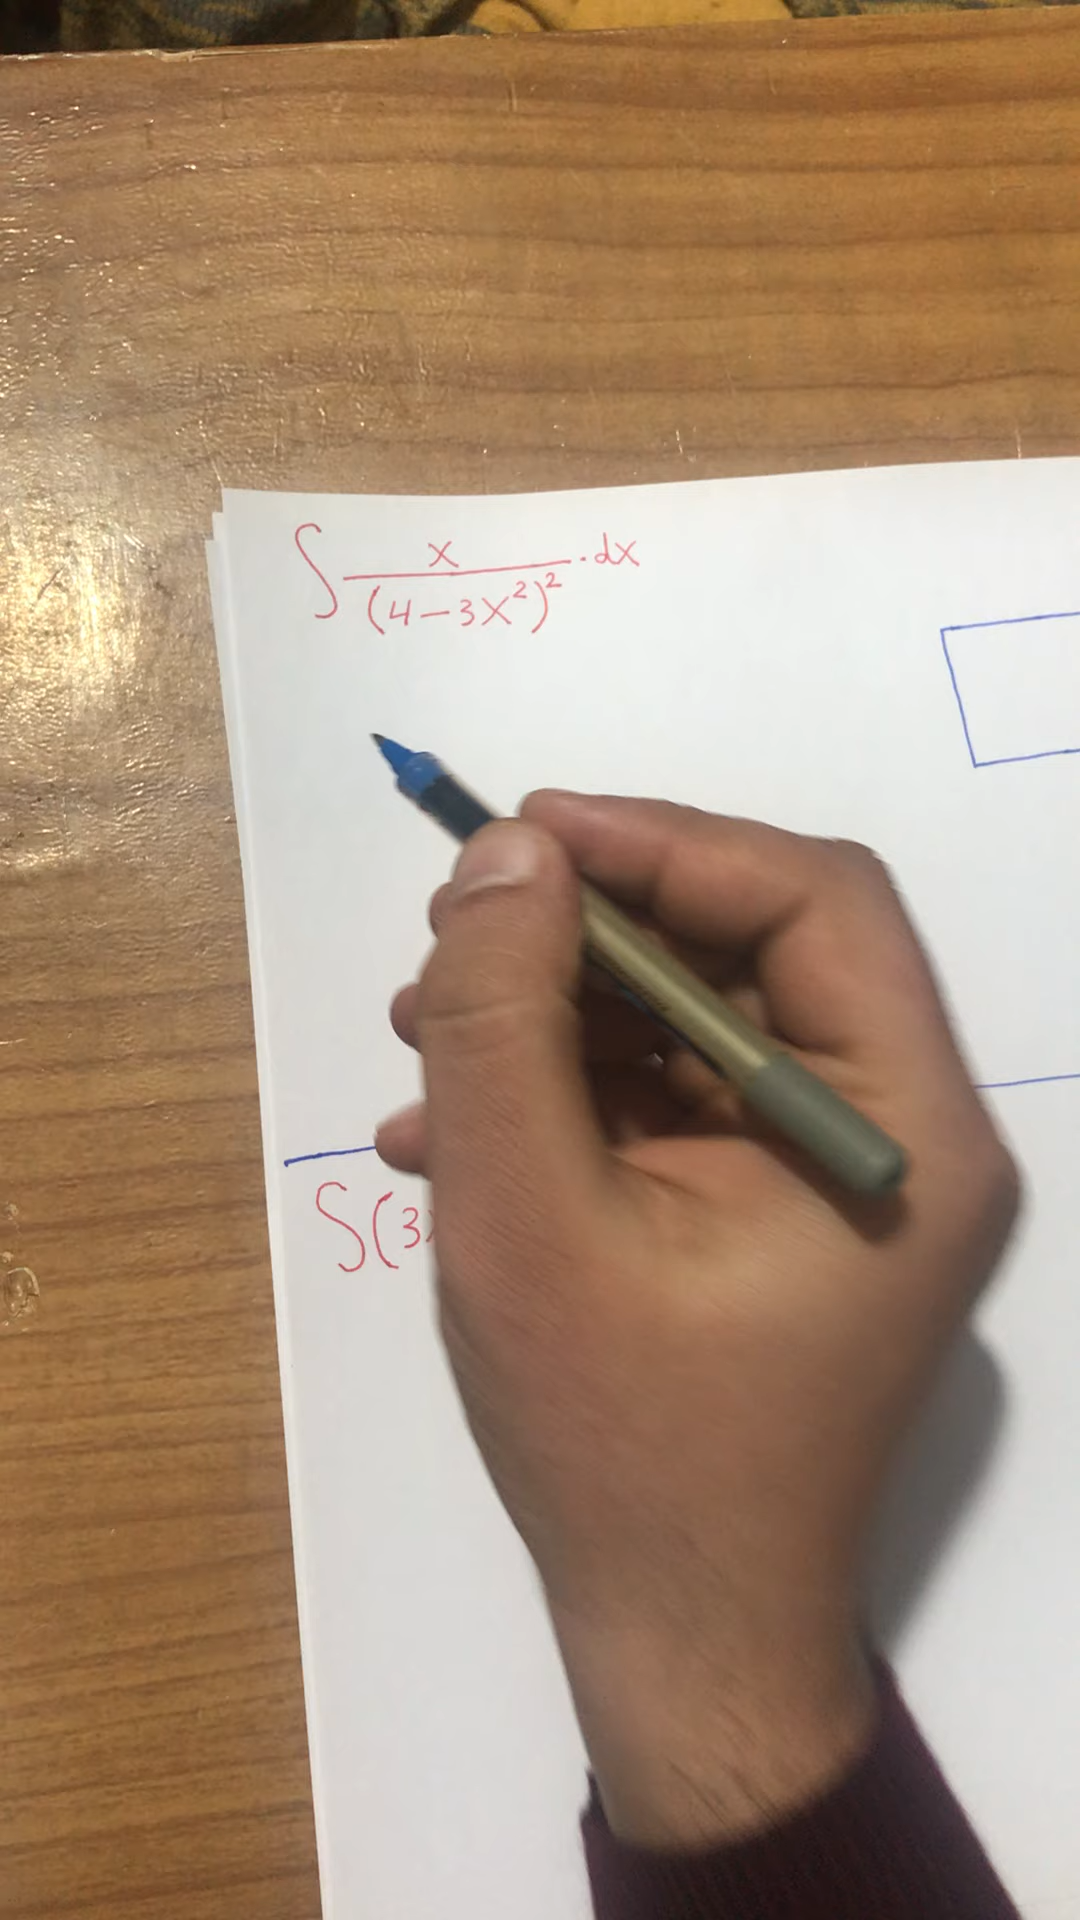 ∫ x/(4-3x²)² · dx
∫(3